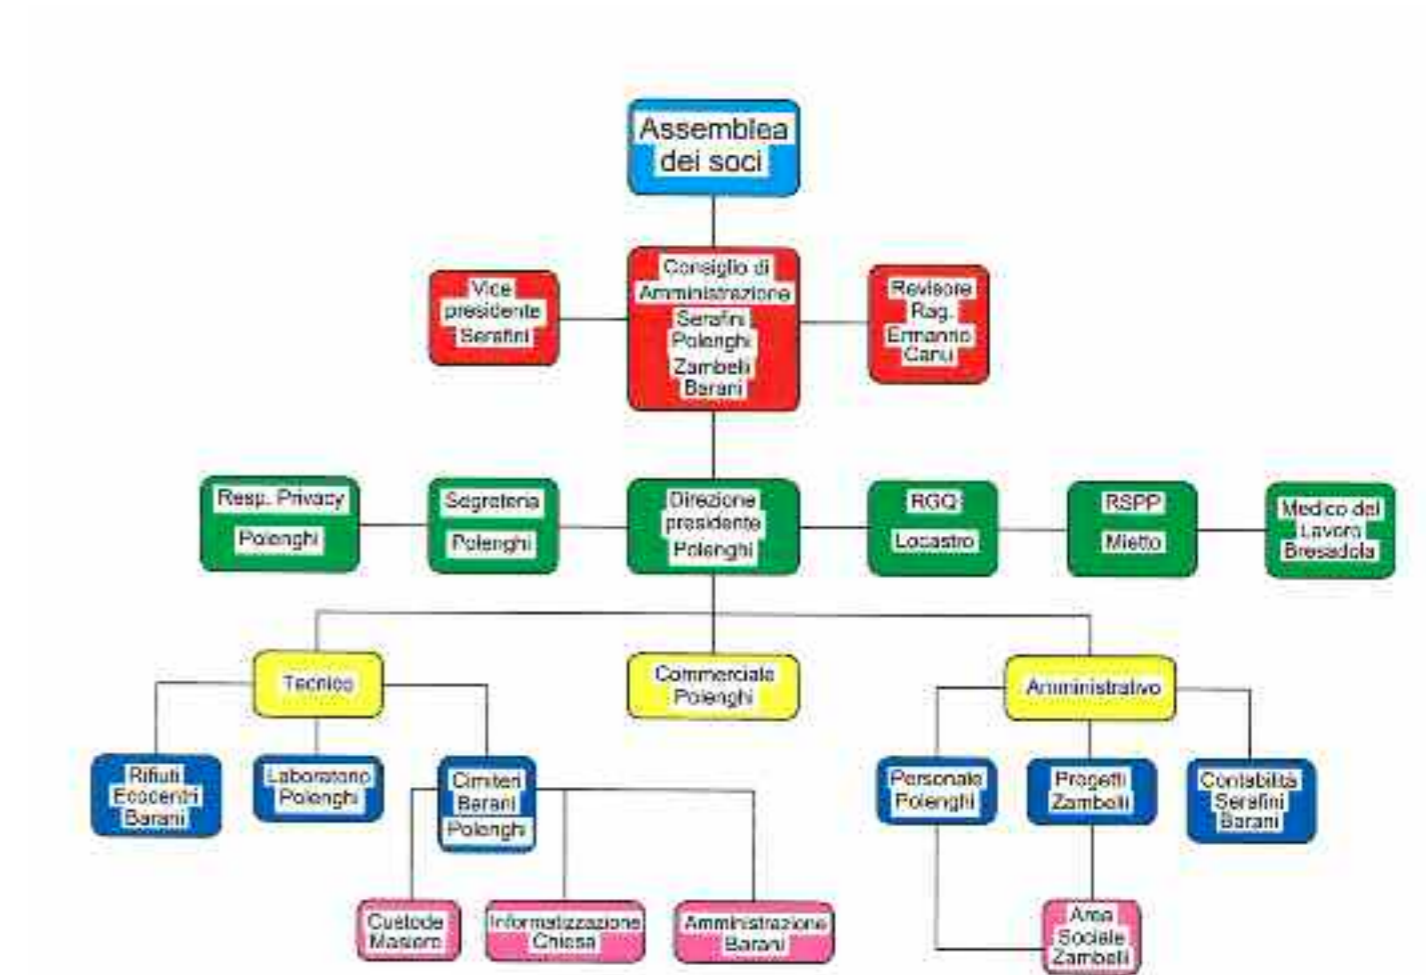 Assemblea
dei soci
Vice
presidente
Serafini
Consiglio di
Amministrazione
Serafini
Polenghi
Zambelli
Barani
Revisore
Rag.
Ermanno
Canu
Resp. Privacy
Polenghi
Segreteria
Polenghi
Direzione
presidente
Polenghi
RGQ
Locastro
RSPP
Mietto
Medico del
Lavoro
Bresadola
Tecnico
Commerciale
Polenghi
Amministrativo
Rifiuti
Ecocentri
Barani
Laboratorio
Polenghi
Cimiteri
Barani
Polenghi
Personale
Polenghi
Progetti
Zambelli
Contabilità
Serafini
Barani
Custode
Masiero
Informatizzazione
Chiesa
Amministrazione
Barani
Area
Sociale
Zambelli